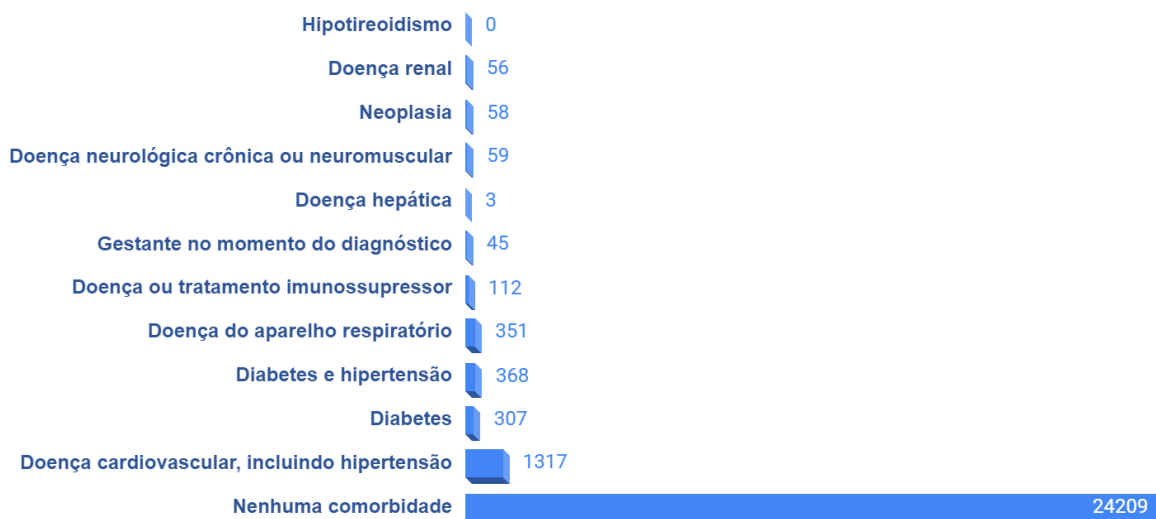 Hipotireoidismo 0
Doença renal 56
Neoplasia 58
Doença neurológica crônica ou neuromuscular 59
Doença hepática 3
Gestante no momento do diagnóstico 45
Doença ou tratamento imunossupressor 112
Doença do aparelho respiratório 351
Diabetes e hipertensão 368
Diabetes 307
Doença cardiovascular, incluindo hipertensão 1317
Nenhuma comorbidade 24209